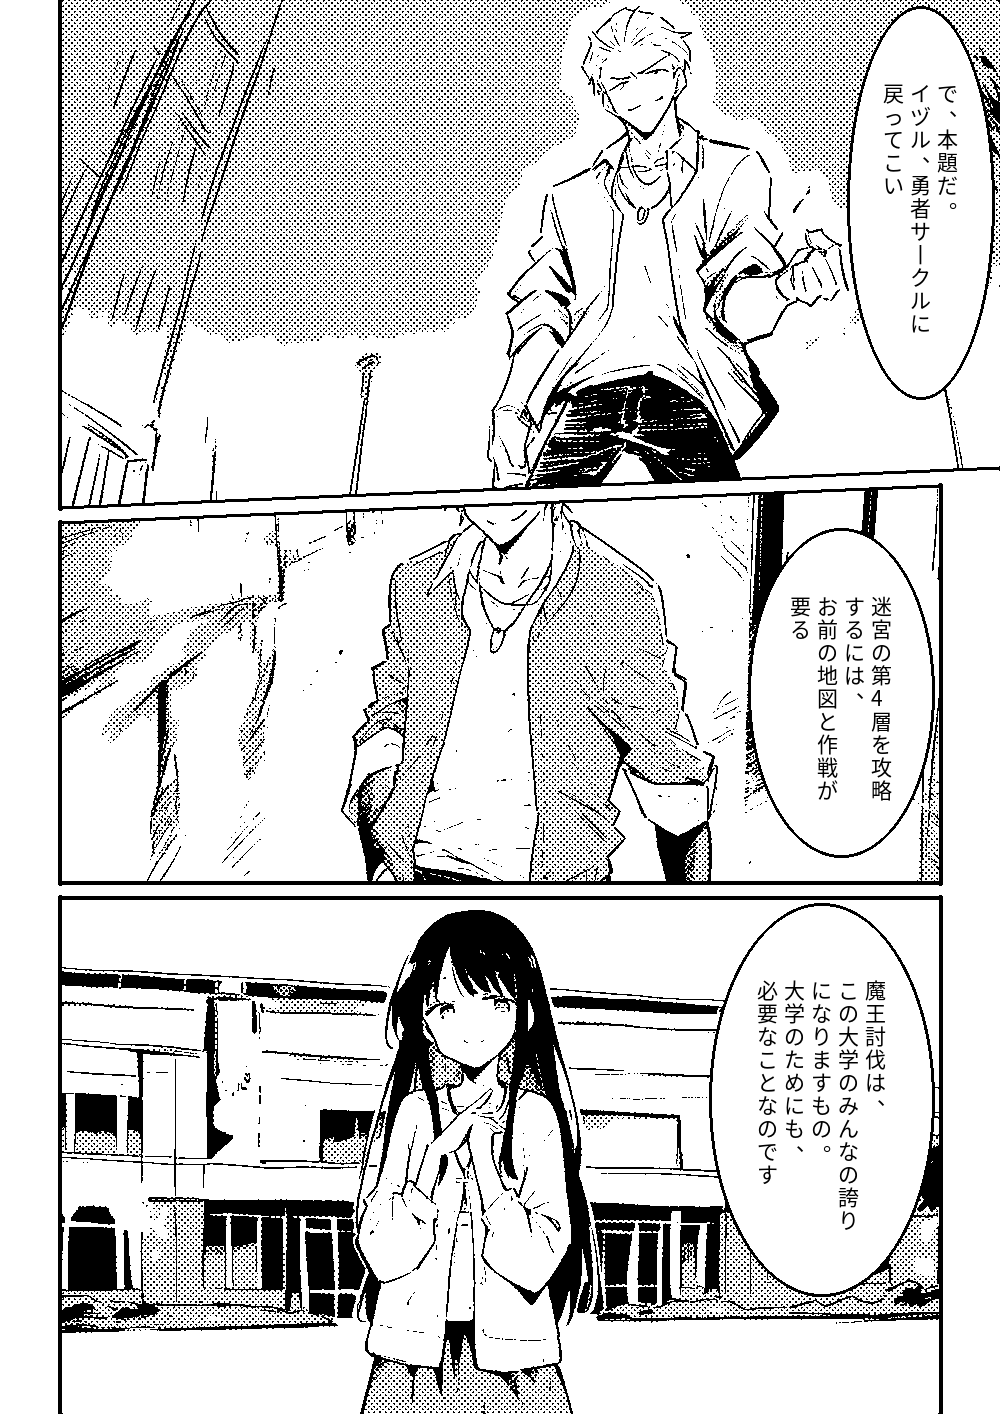 で、本題だ。
イヅル、勇者サークルに
戻ってこい
迷宮の第4層を攻略
するには、
お前の地図と作戦が
要る
魔王討伐は、
この大学のみんなの誇り
になりますもの。
大学のためにも、
必要なことなのです